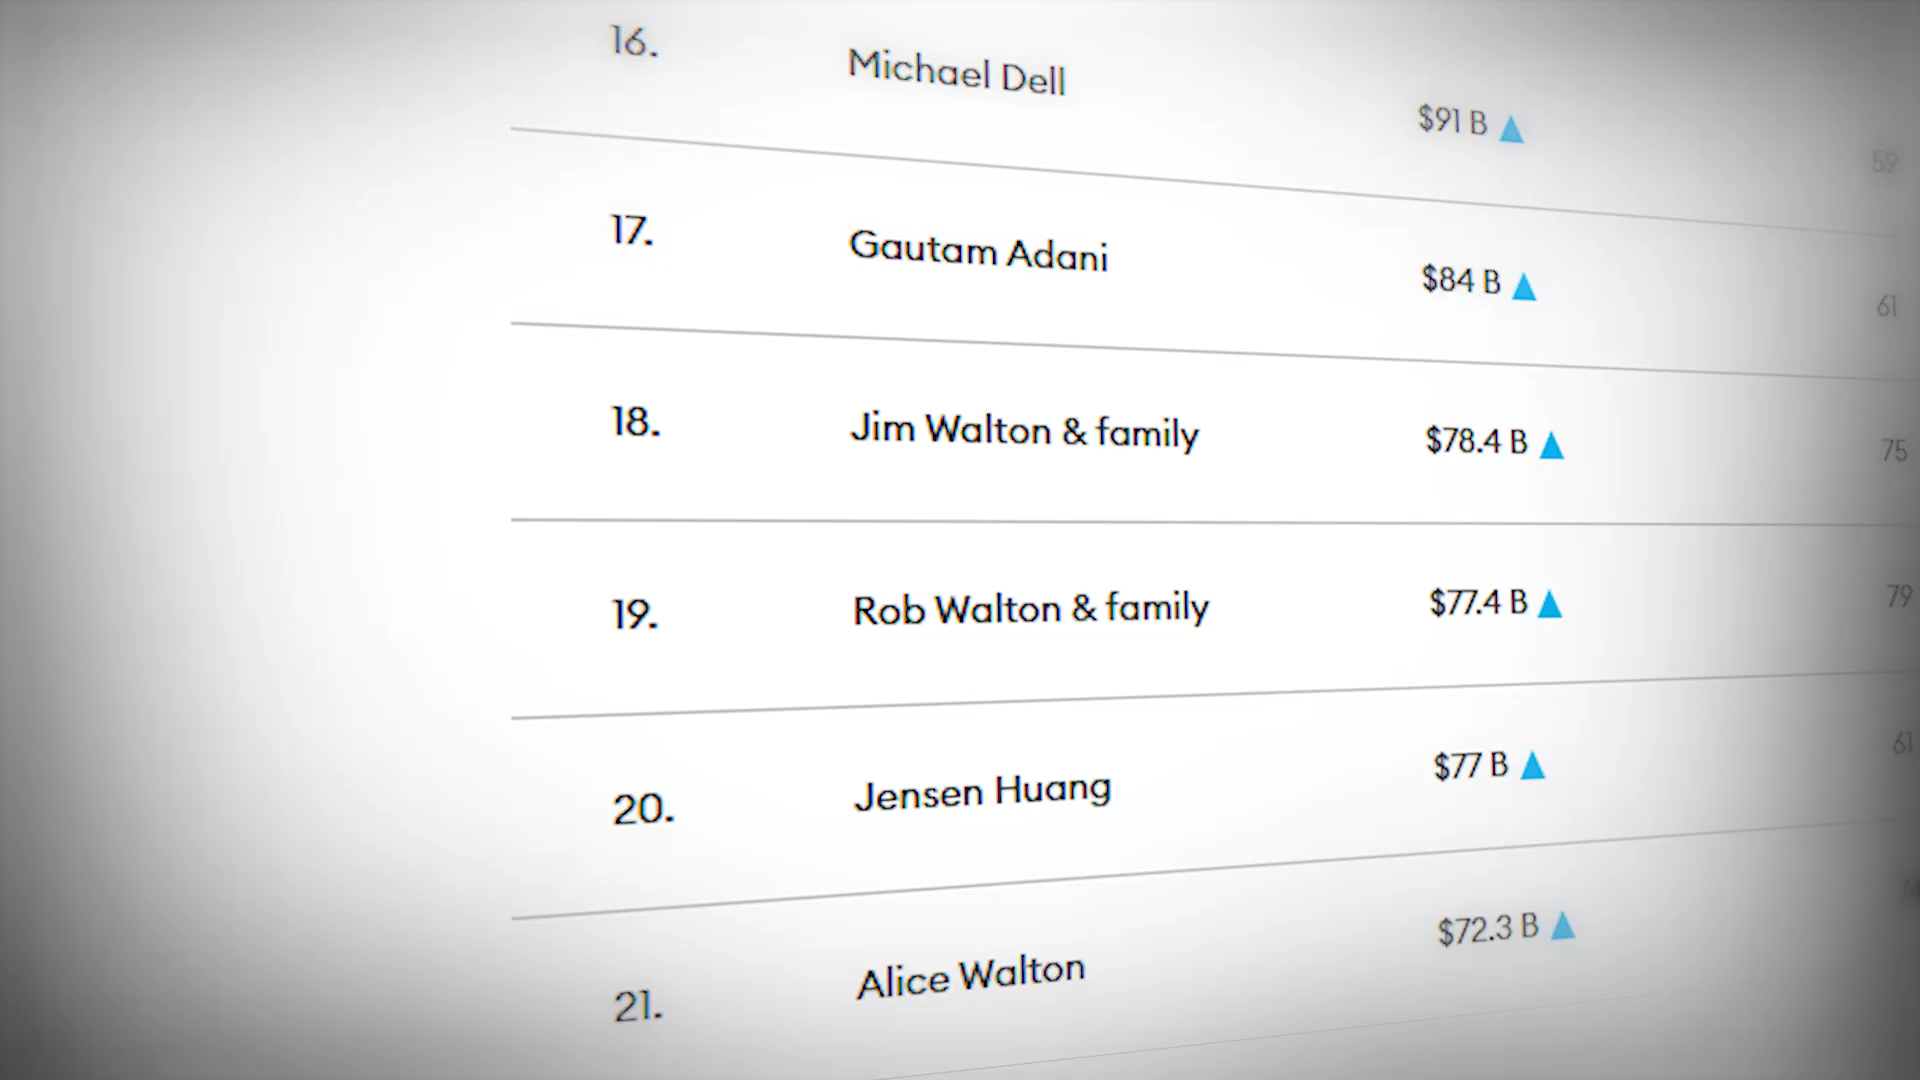 16. Michael Dell $91 B ▲ 59
17. Gautam Adani $84 B ▲ 61
18. Jim Walton & family $78.4 B ▲ 75
19. Rob Walton & family $77.4 B ▲ 79
20. Jensen Huang $77 B ▲ 61
21. Alice Walton $72.3 B ▲